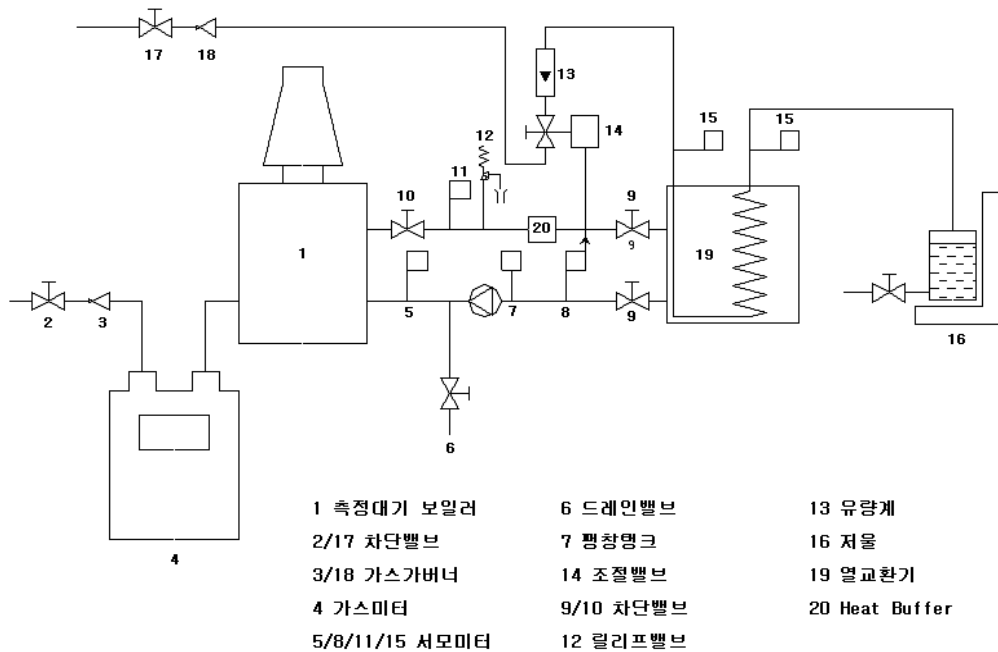 17
18
13
12
14
15
15
11
10
9
20
9
19
1
2
3
5
7
8
9
16
6
4
1 측정대기 보일러
6 드레인밸브
13 유량계
2/17 차단밸브
7 팽창탱크
16 저울
3/18 가스가버너
14 조절밸브
19 열교환기
4 가스미터
9/10 차단밸브
20 Heat Buffer
5/8/11/15 서모미터
12 릴리프밸브